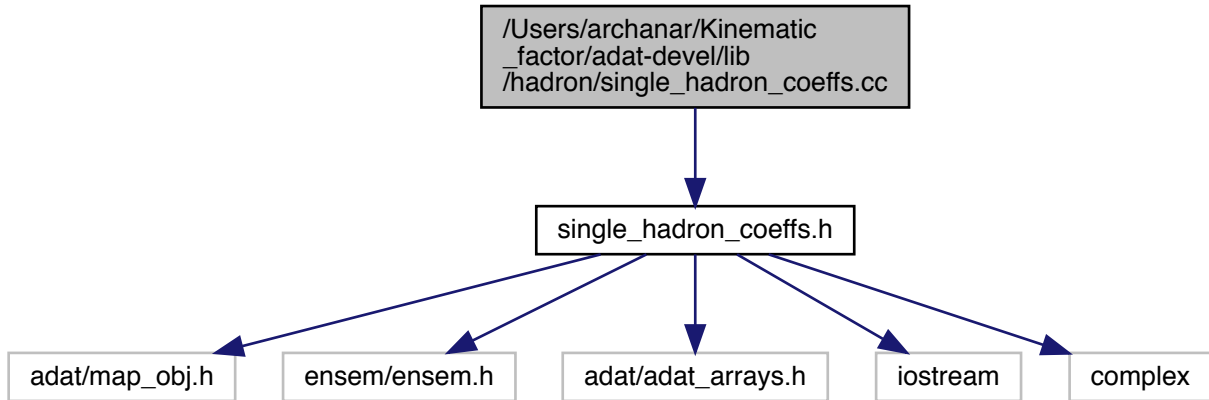 /Users/archanar/Kinematic
_factor/adat-devel/lib
/hadron/single_hadron_coeffs.cc
single_hadron_coeffs.h
adat/map_obj.h
ensem/ensem.h
adat/adat_arrays.h
iostream
complex